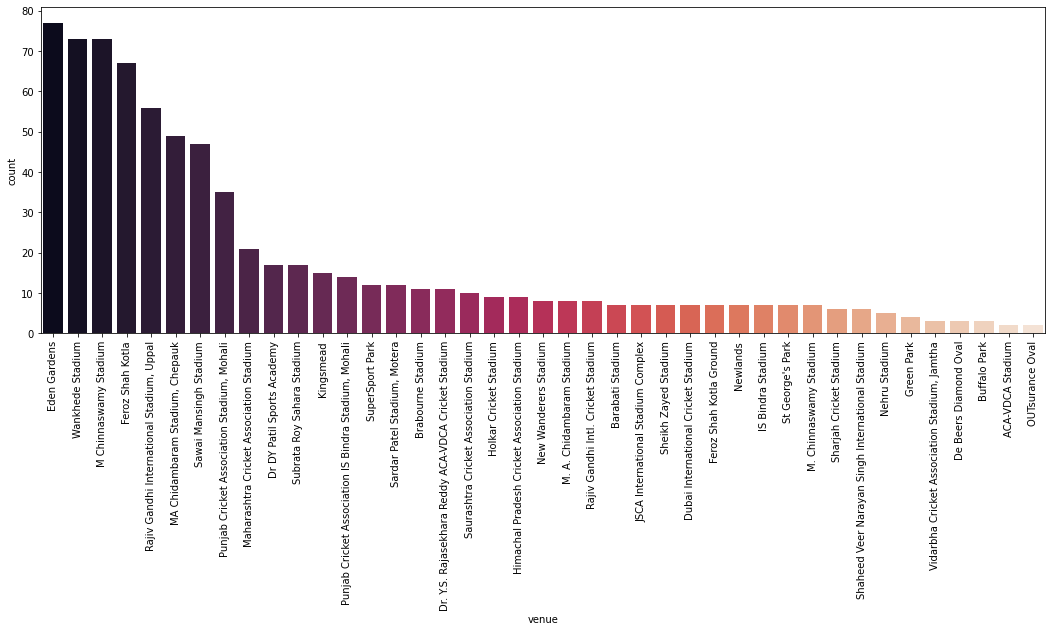 80
70
60
50
40
30
20
10
0
count
Eden Gardens
Wankhede Stadium
M Chinnaswamy Stadium
Feroz Shah Kotla
Rajiv Gandhi International Stadium, Uppal
MA Chidambaram Stadium, Chepauk
Sawai Mansingh Stadium
Punjab Cricket Association Stadium, Mohali
Maharashtra Cricket Association Stadium
Dr DY Patil Sports Academy
Subrata Roy Sahara Stadium
Kingsmead
Punjab Cricket Association IS Bindra Stadium, Mohali
SuperSport Park
Sardar Patel Stadium, Motera
Brabourne Stadium
Dr. Y.S. Rajasekhara Reddy ACA-VDCA Cricket Stadium
Saurashtra Cricket Association Stadium
Holkar Cricket Stadium
Himachal Pradesh Cricket Association Stadium
New Wanderers Stadium
M. A. Chidambaram Stadium
Rajiv Gandhi Intl. Cricket Stadium
Barabati Stadium
JSCA International Stadium Complex
Sheikh Zayed Stadium
Dubai International Cricket Stadium
Feroz Shah Kotla Ground
Newlands
IS Bindra Stadium
St George's Park
M. Chinnaswamy Stadium
Sharjah Cricket Stadium
Shaheed Veer Narayan Singh International Stadium
Nehru Stadium
Green Park
Vidarbha Cricket Association Stadium, Jamtha
De Beers Diamond Oval
Buffalo Park
ACA-VDCA Stadium
OUTsurance Oval
venue